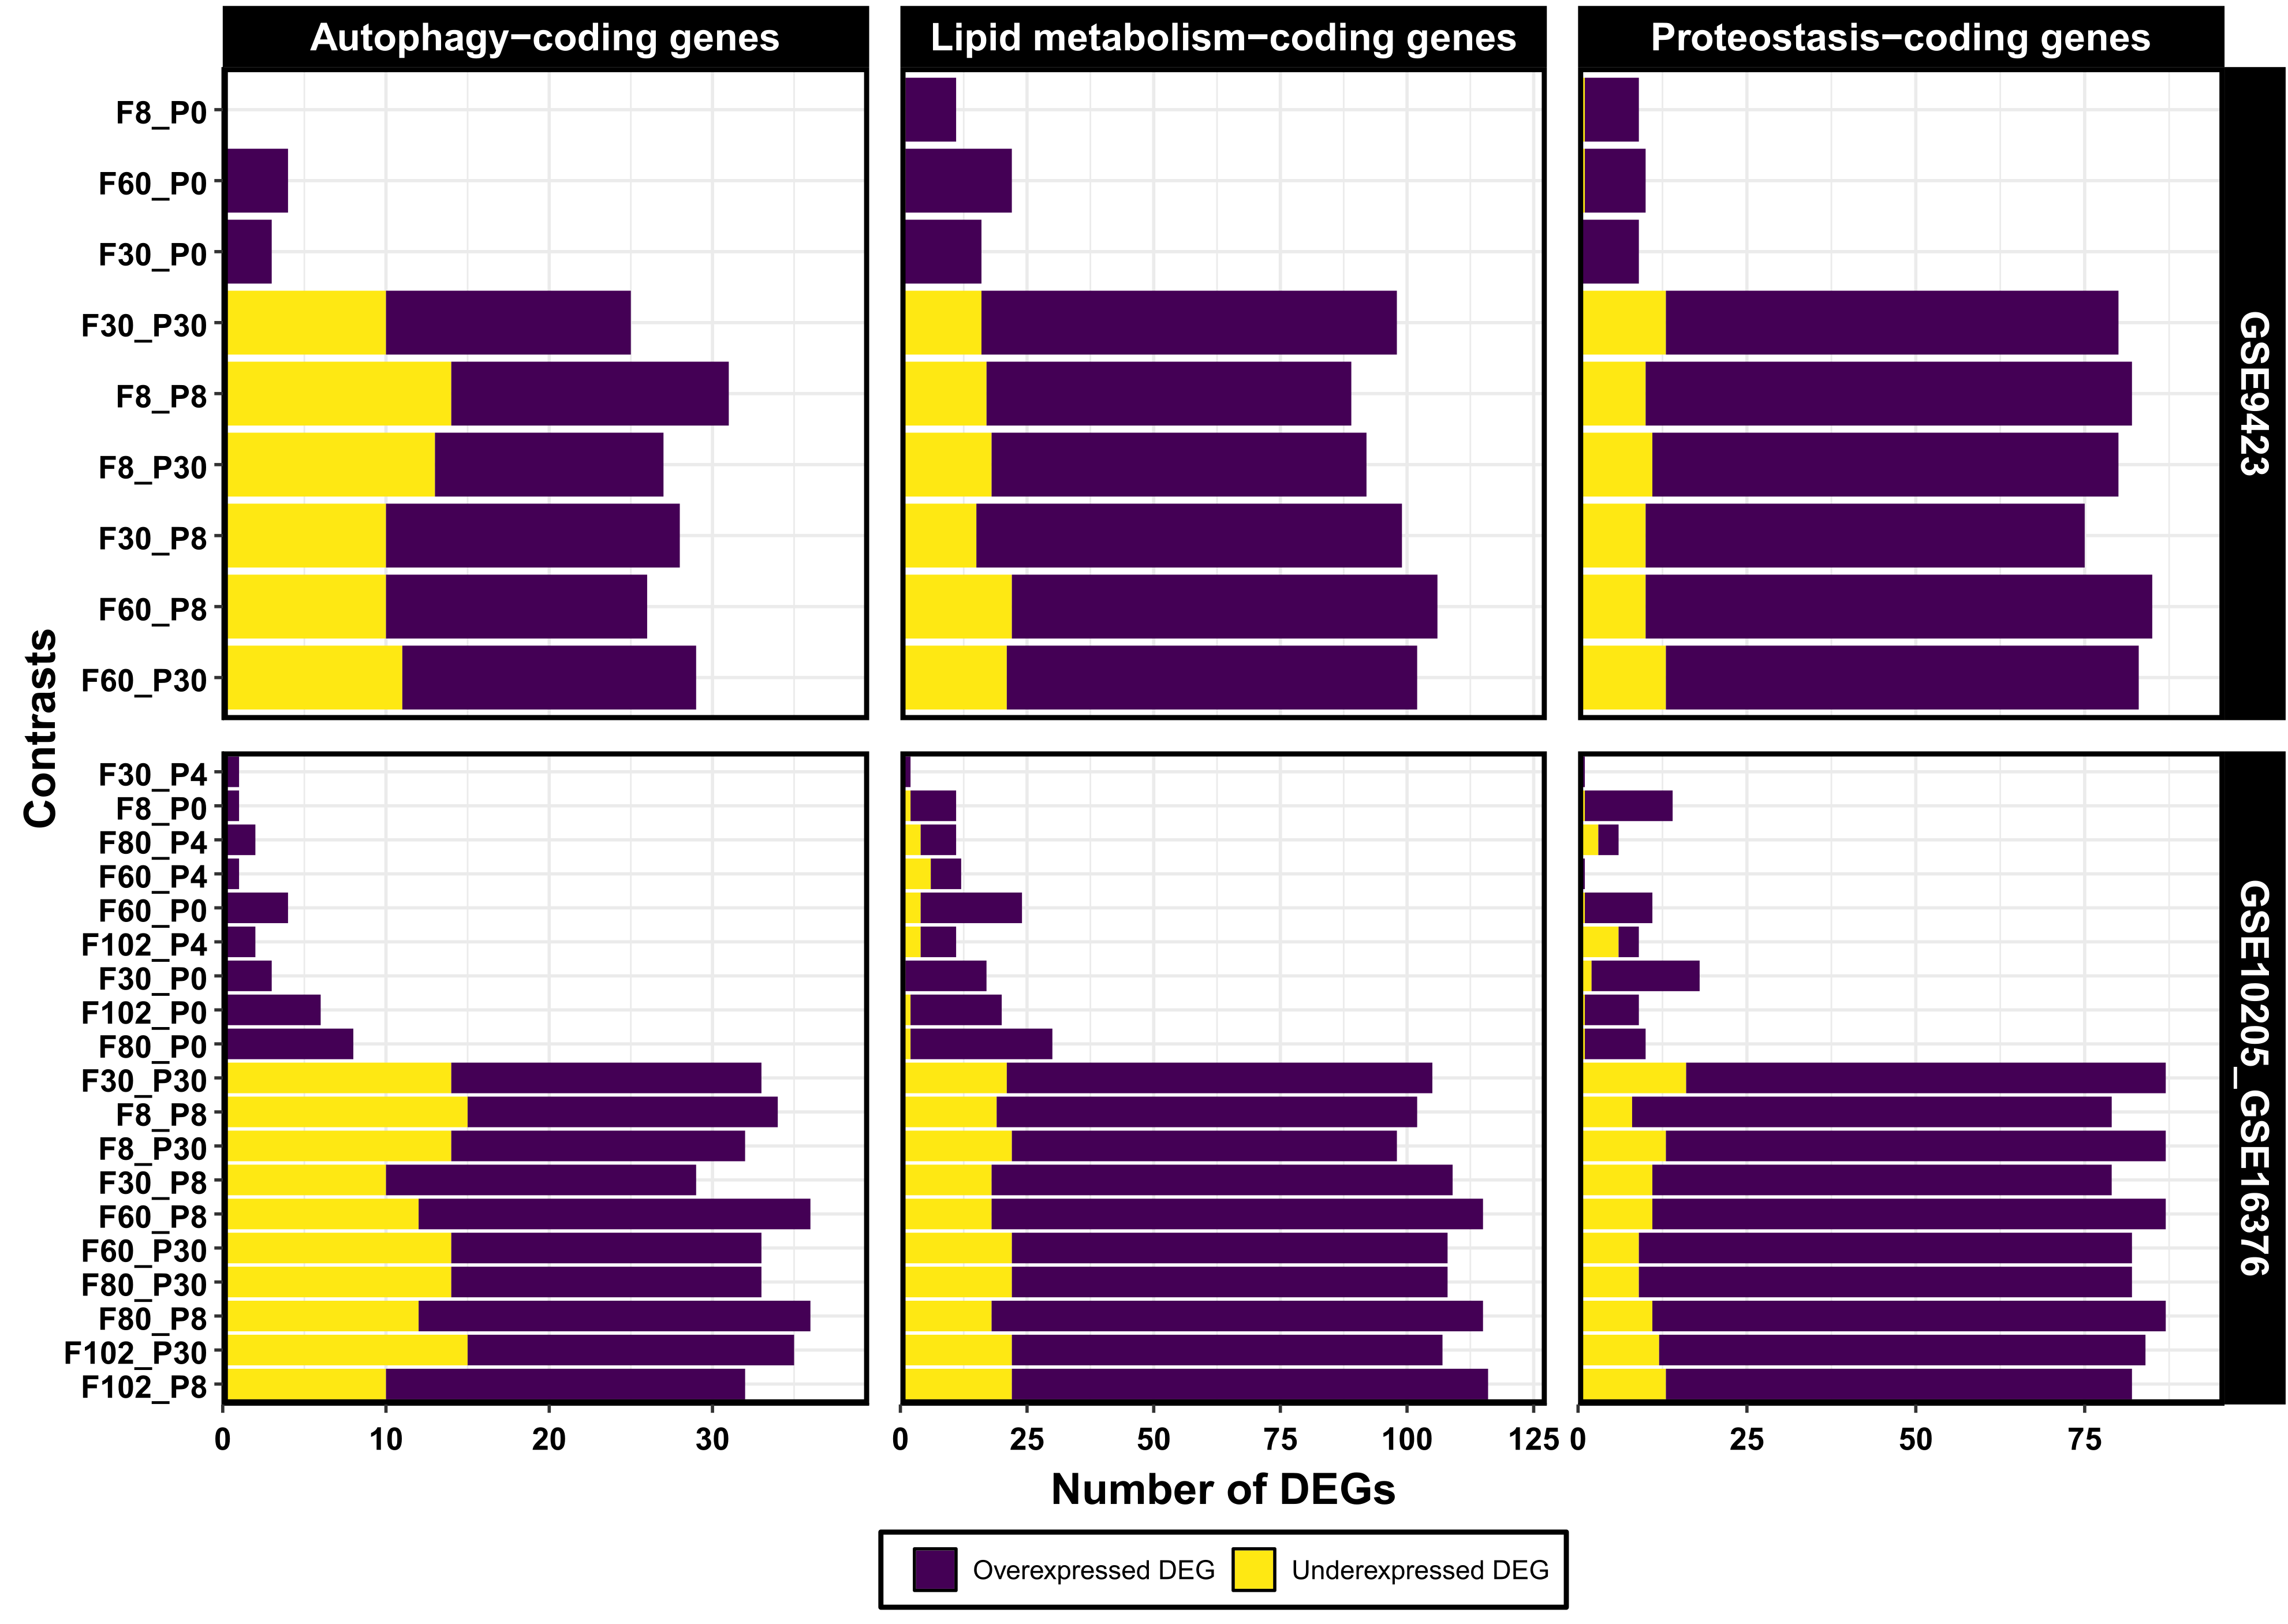 Autophagy−coding genes
Lipid metabolism−coding genes
Proteostasis−coding genes
F8_P0
F60_P0
F30_P0
F30_P30
F8_P8
F8_P30
F30_P8
F60_P8
F60_P30
GSE9423
Contrasts
F30_P4
F8_P0
F80_P4
F60_P4
F60_P0
F102_P4
F30_P0
F102_P0
F80_P0
F30_P30
F8_P8
F8_P30
F30_P8
F60_P8
F60_P30
F80_P30
F80_P8
F102_P30
F102_P8
GSE10205_GSE16376
0 10 20 30
0 25 50 75 100 125
0 25 50 75
Number of DEGs
Overexpressed DEG
Underexpressed DEG